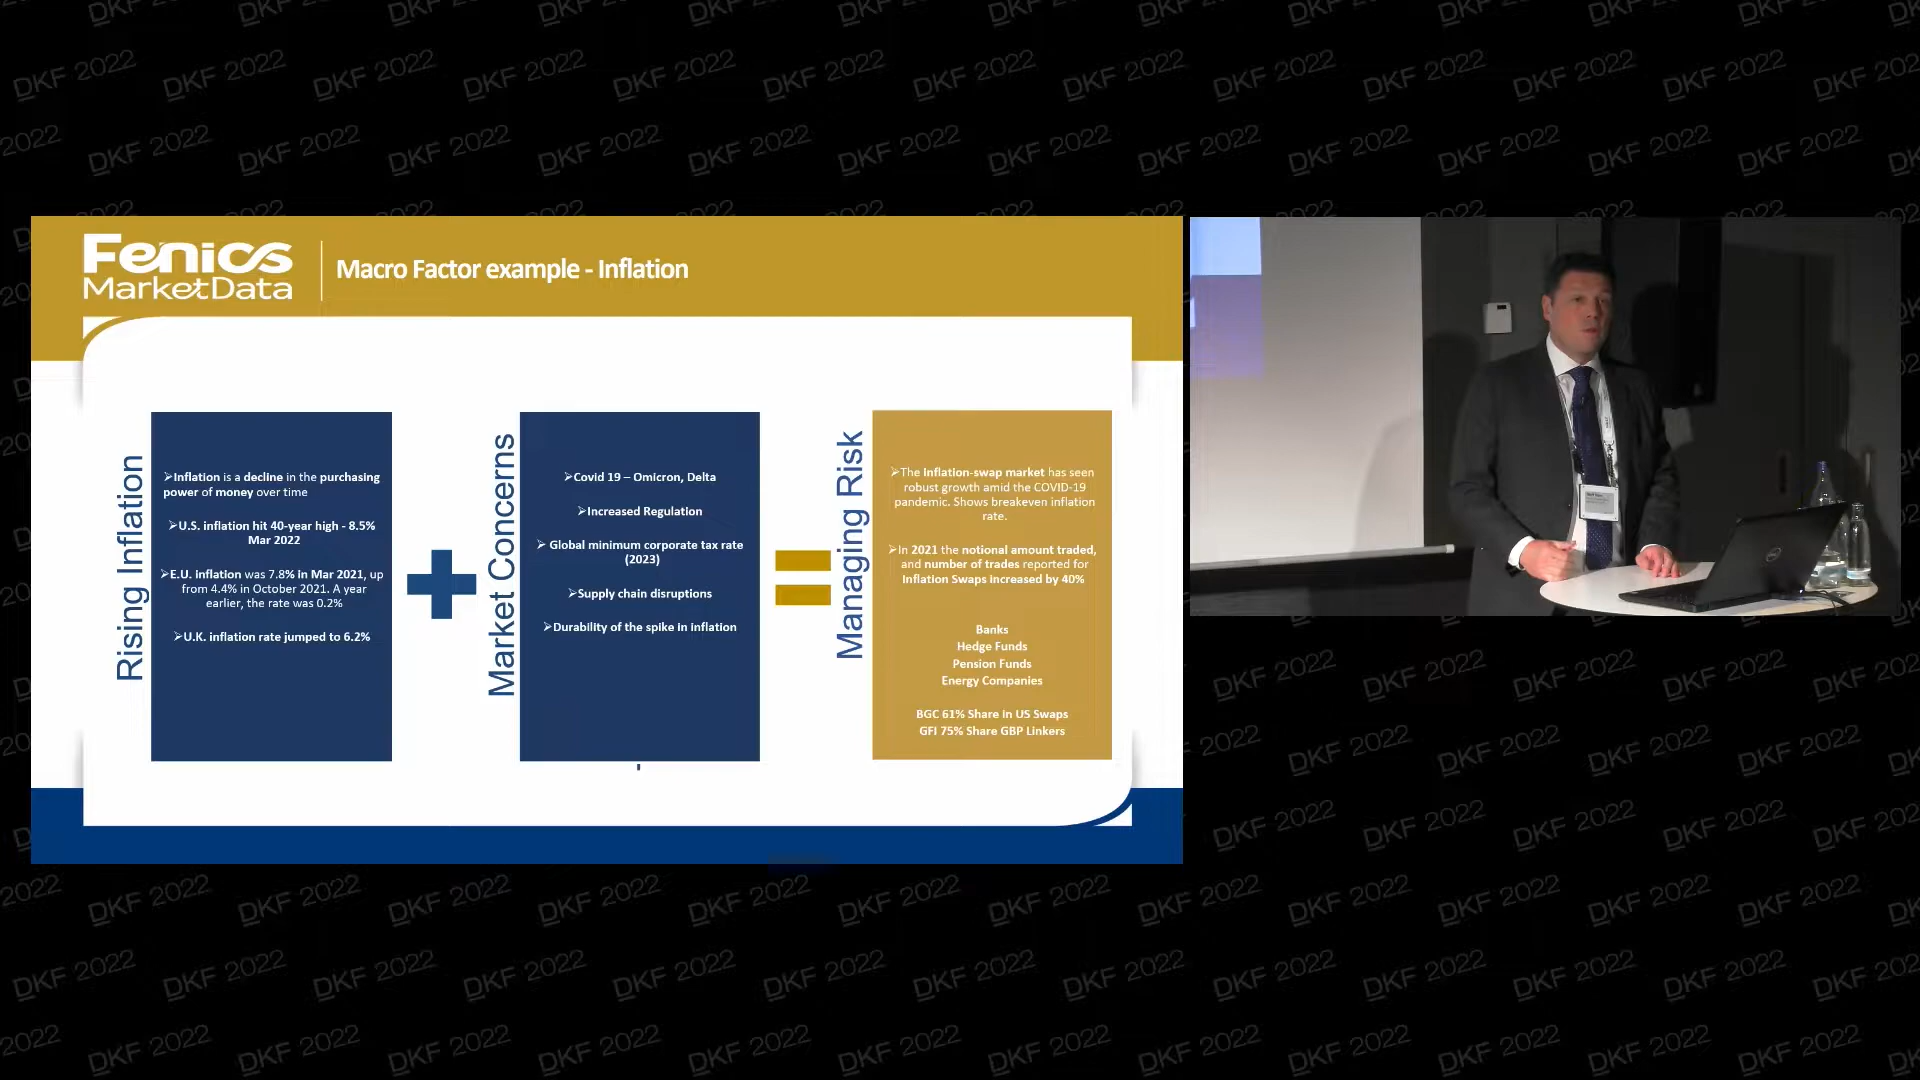 Fenics
MarketData
Macro Factor example - Inflation
Rising Inflation
➢Inflation is a decline in the purchasing
power of money over time
➢U.S. inflation hit 40-year high - 8.5%
Mar 2022
➢E.U. inflation was 7.8% in Mar 2021, up
from 4.4% in October 2021. A year
earlier, the rate was 0.2%
➢U.K. inflation rate jumped to 6.2%
Market Concerns
➢Covid 19 – Omicron, Delta
➢Increased Regulation
➢ Global minimum corporate tax rate
(2023)
➢Supply chain disruptions
➢Durability of the spike in inflation
Managing Risk
➢The inflation-swap market has seen
robust growth amid the COVID-19
pandemic. Shows breakeven inflation
rate.
➢In 2021 the notional amount traded,
and number of trades reported for
Inflation Swaps increased by 40%
Banks
Hedge Funds
Pension Funds
Energy Companies
BGC 61% Share in US Swaps
GFI 75% Share GBP Linkers
DKF 2022